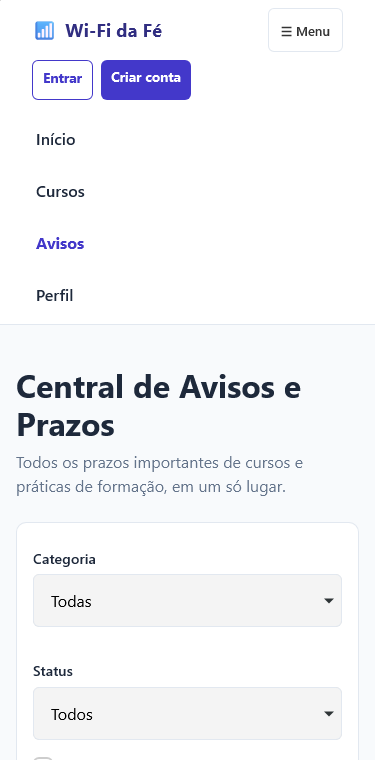 Wi-Fi da Fé
☰ Menu
Entrar
Criar conta
Início
Cursos
Avisos
Perfil
Central de Avisos e
Prazos
Todos os prazos importantes de cursos e
práticas de formação, em um só lugar.
Categoria
Todas
Status
Todos